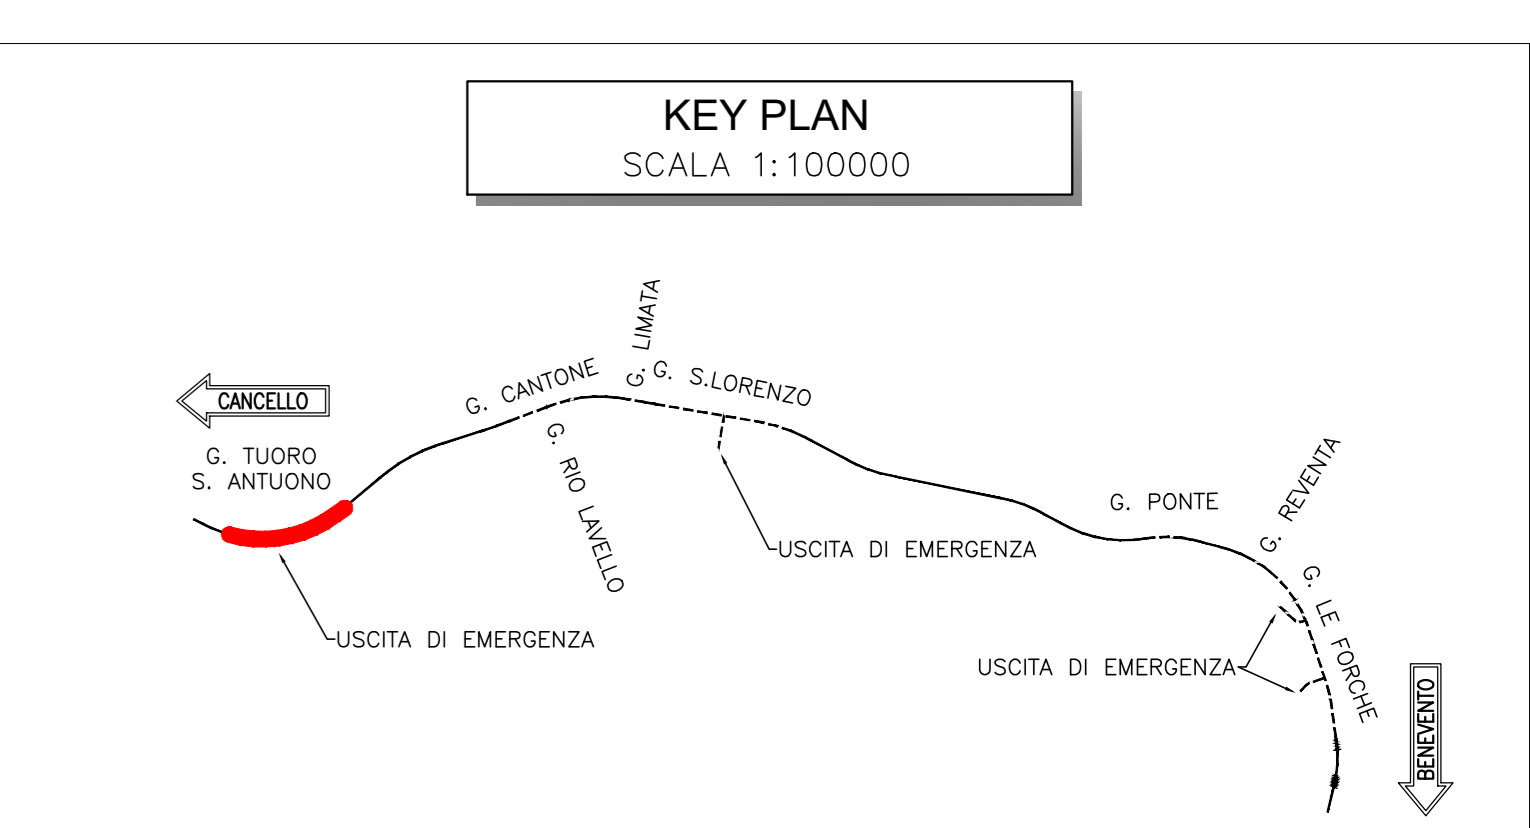 KEY PLAN
SCALA 1:100000
CANCELLO
G. TUORO
S. ANTUONO
G. CANTONE
G. LIMATA
G. S.LORENZO
G. RIO LAVELLO
USCITA DI EMERGENZA
USCITA DI EMERGENZA
G. PONTE
G. REVENTA
G. LE FORCHE
USCITA DI EMERGENZA
BENEVENTO